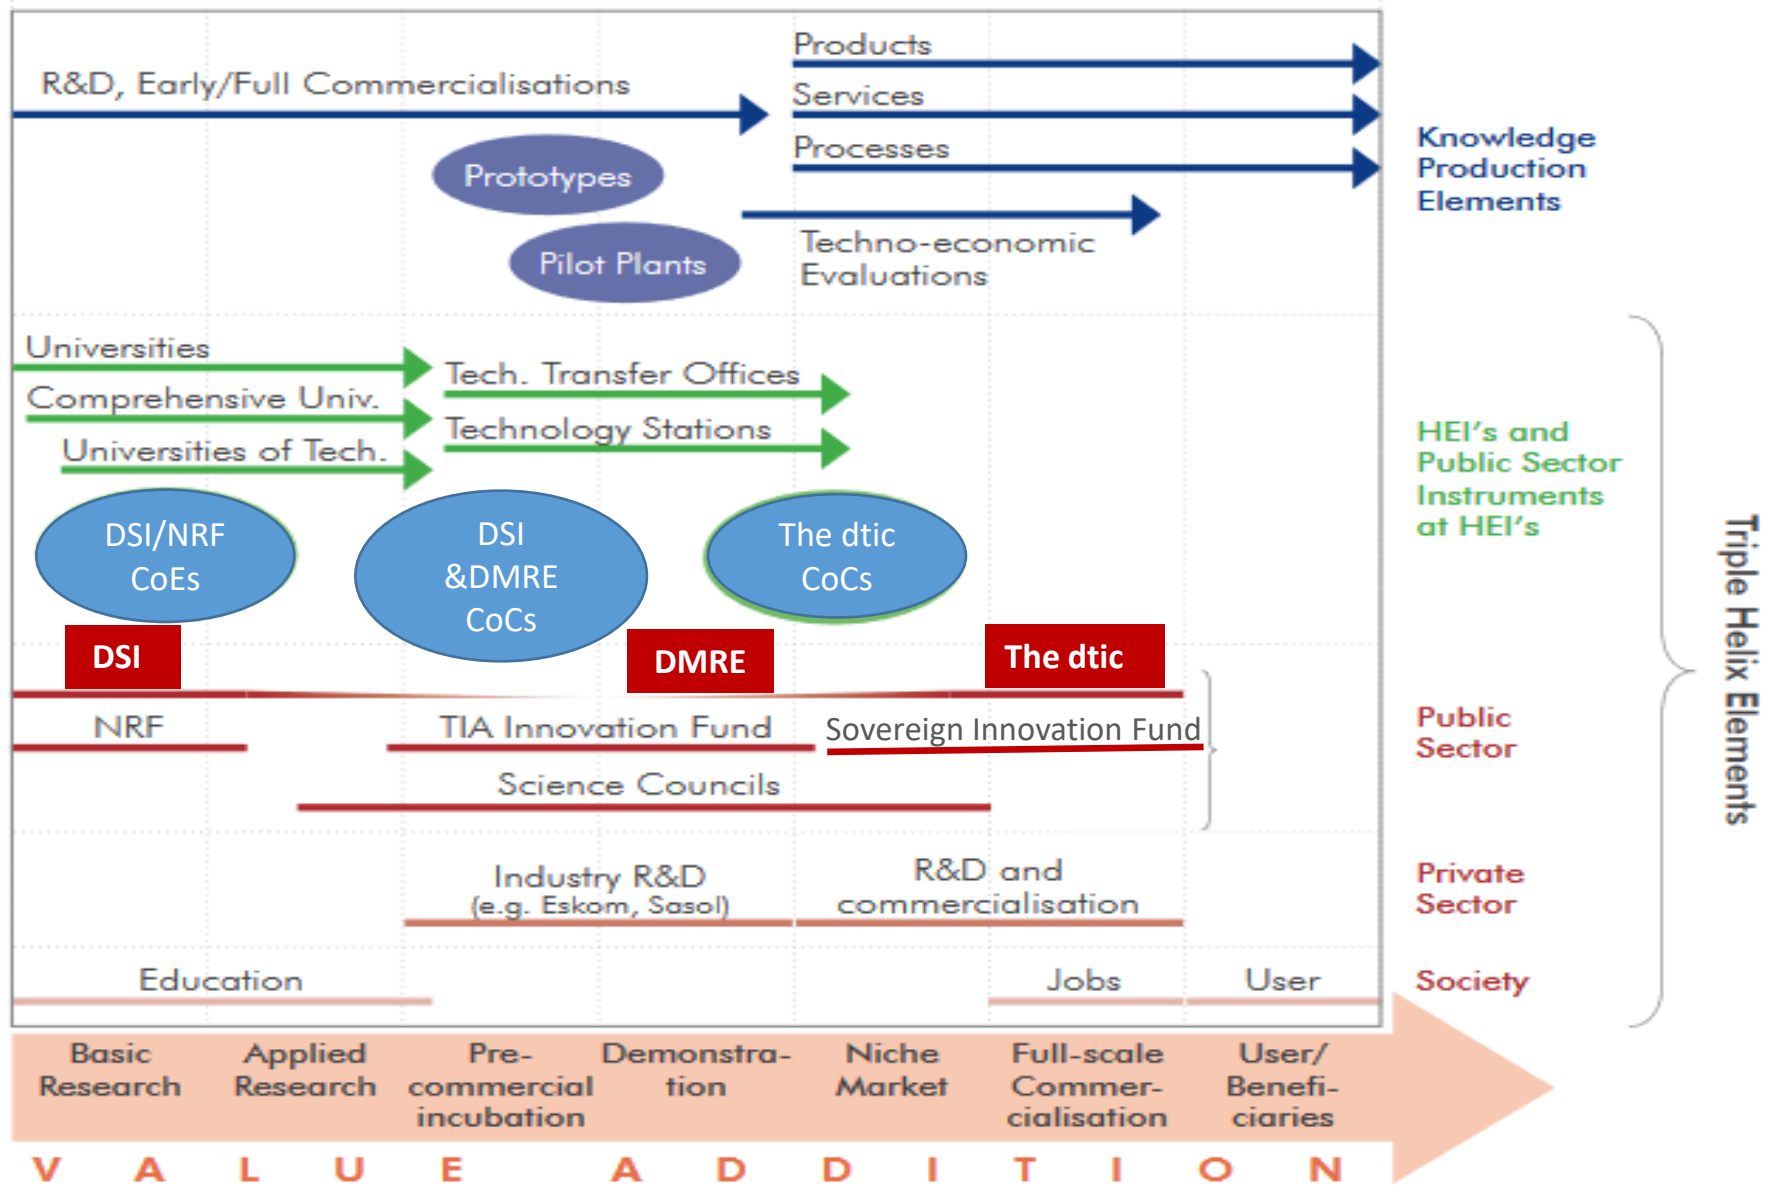 Products
R&D, Early/Full Commercialisations
Services
Processes
Prototypes
Pilot Plants
Techno-economic
Evaluations
Knowledge
Production
Elements
Universities
Comprehensive Univ.
Universities of Tech.
Tech. Transfer Offices
Technology Stations
HEI's and
Public Sector
Instruments
at HEI's
DSI/NRF
CoEs
DSI
&DMRE
CoCs
The dtic
CoCs
DSI
DMRE
The dtic
NRF
TIA Innovation Fund
Sovereign Innovation Fund
Science Councils
Public
Sector
Industry R&D
(e.g. Eskom, Sasol)
R&D and
commercialisation
Private
Sector
Education
Jobs
User
Society
Triple Helix Elements
Basic
Research
Applied
Research
Pre-
commercial
incubation
Demonstra-
tion
Niche
Market
Full-scale
Commer-
cialisation
User/
Benefi-
ciaries
VALUE ADDITION